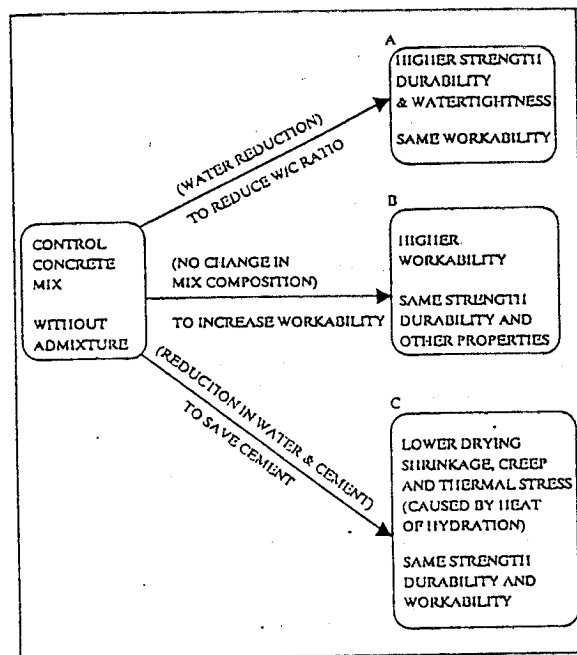 CONTROL
CONCRETE
MIX
WITHOUT
ADMIXTURE
(WATER REDUCTION)
TO REDUCE W/C RATIO
A
HIGHER STRENGTH
DURABILITY
& WATERTIGHTNESS
SAME WORKABILITY
(NO CHANGE IN
MIX COMPOSITION)
TO INCREASE WORKABILITY
B
HIGHER
WORKABILITY
SAME STRENGTH
DURABILITY AND
OTHER PROPERTIES
(REDUCTION IN WATER & CEMENT)
TO SAVE CEMENT
C
LOWER DRYING
SHRINKAGE, CREEP
AND THERMAL STRESS
(CAUSED BY HEAT
OF HYDRATION)
SAME STRENGTH
DURABILITY AND
WORKABILITY